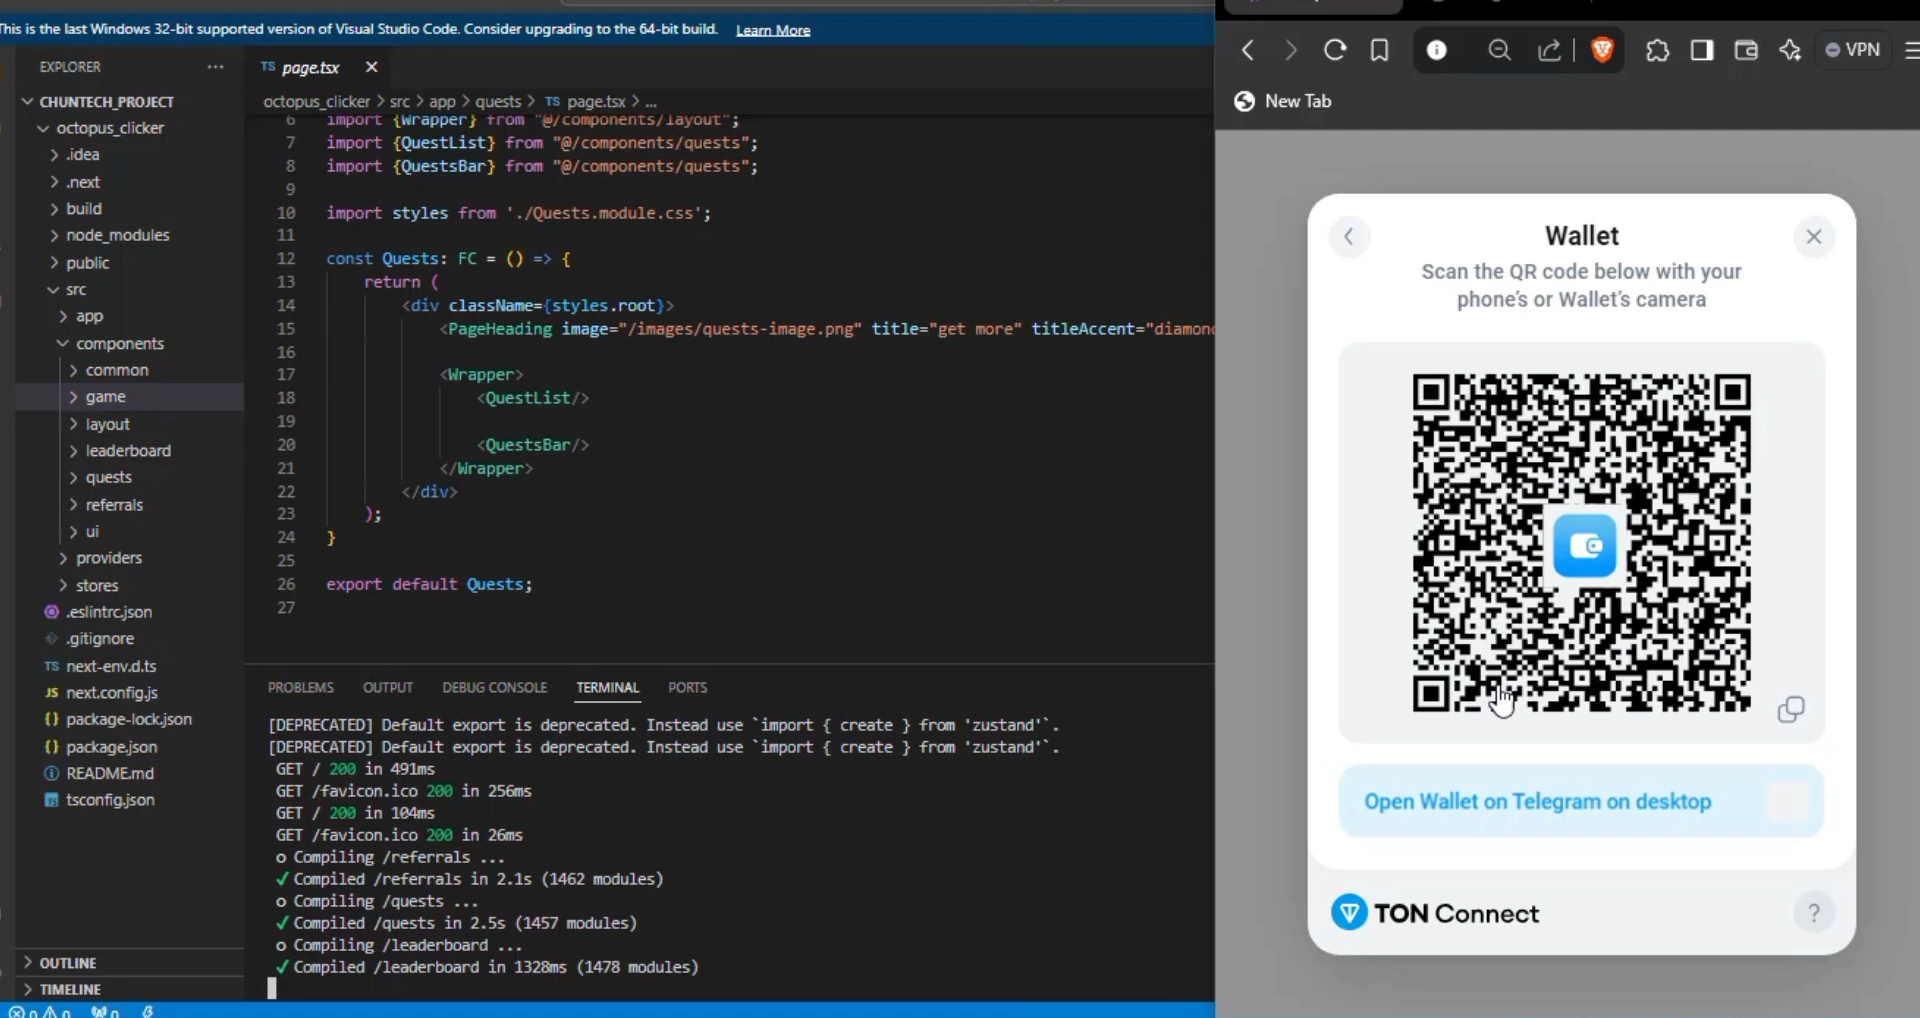 This is the last Windows 32-bit supported version of Visual Studio Code. Consider upgrading to the 64-bit build. Learn More
EXPLORER
CHUNTECH_PROJECT
octopus_clicker
.idea
.next
build
node_modules
public
src
app
components
common
game
layout
leaderboard
quests
referrals
ui
providers
stores
.eslintrc.json
.gitignore
TS next-env.d.ts
JS next.config.js
{} package-lock.json
{} package.json
README.md
tsconfig.json
OUTLINE
TIMELINE
TS page.tsx
octopus_clicker > src > app > quests > TS page.tsx > ...
6 import {Wrapper} from "@/components/layout";
7 import {QuestList} from "@/components/quests";
8 import {QuestsBar} from "@/components/quests";
9
10 import styles from './Quests.module.css';
11
12 const Quests: FC = () => {
13 return (
14 <div className={styles.root}>
15 <PageHeading image="/images/quests-image.png" title="get more" titleAccent="diamon
16
17 <Wrapper>
18 <QuestList/>
19
20 <QuestsBar/>
21 </Wrapper>
22 </div>
23 );
24 }
25
26 export default Quests;
27
PROBLEMS OUTPUT DEBUG CONSOLE TERMINAL PORTS
[DEPRECATED] Default export is deprecated. Instead use `import { create } from 'zustand'`.
[DEPRECATED] Default export is deprecated. Instead use `import { create } from 'zustand'`.
GET / 200 in 491ms
GET /favicon.ico 200 in 256ms
GET / 200 in 104ms
GET /favicon.ico 200 in 26ms
o Compiling /referrals ...
✓ Compiled /referrals in 2.1s (1462 modules)
o Compiling /quests ...
✓ Compiled /quests in 2.5s (1457 modules)
o Compiling /leaderboard ...
✓ Compiled /leaderboard in 1328ms (1478 modules)
VPN
New Tab
Wallet
Scan the QR code below with your
phone’s or Wallet’s camera
Open Wallet on Telegram on desktop
TON Connect
?